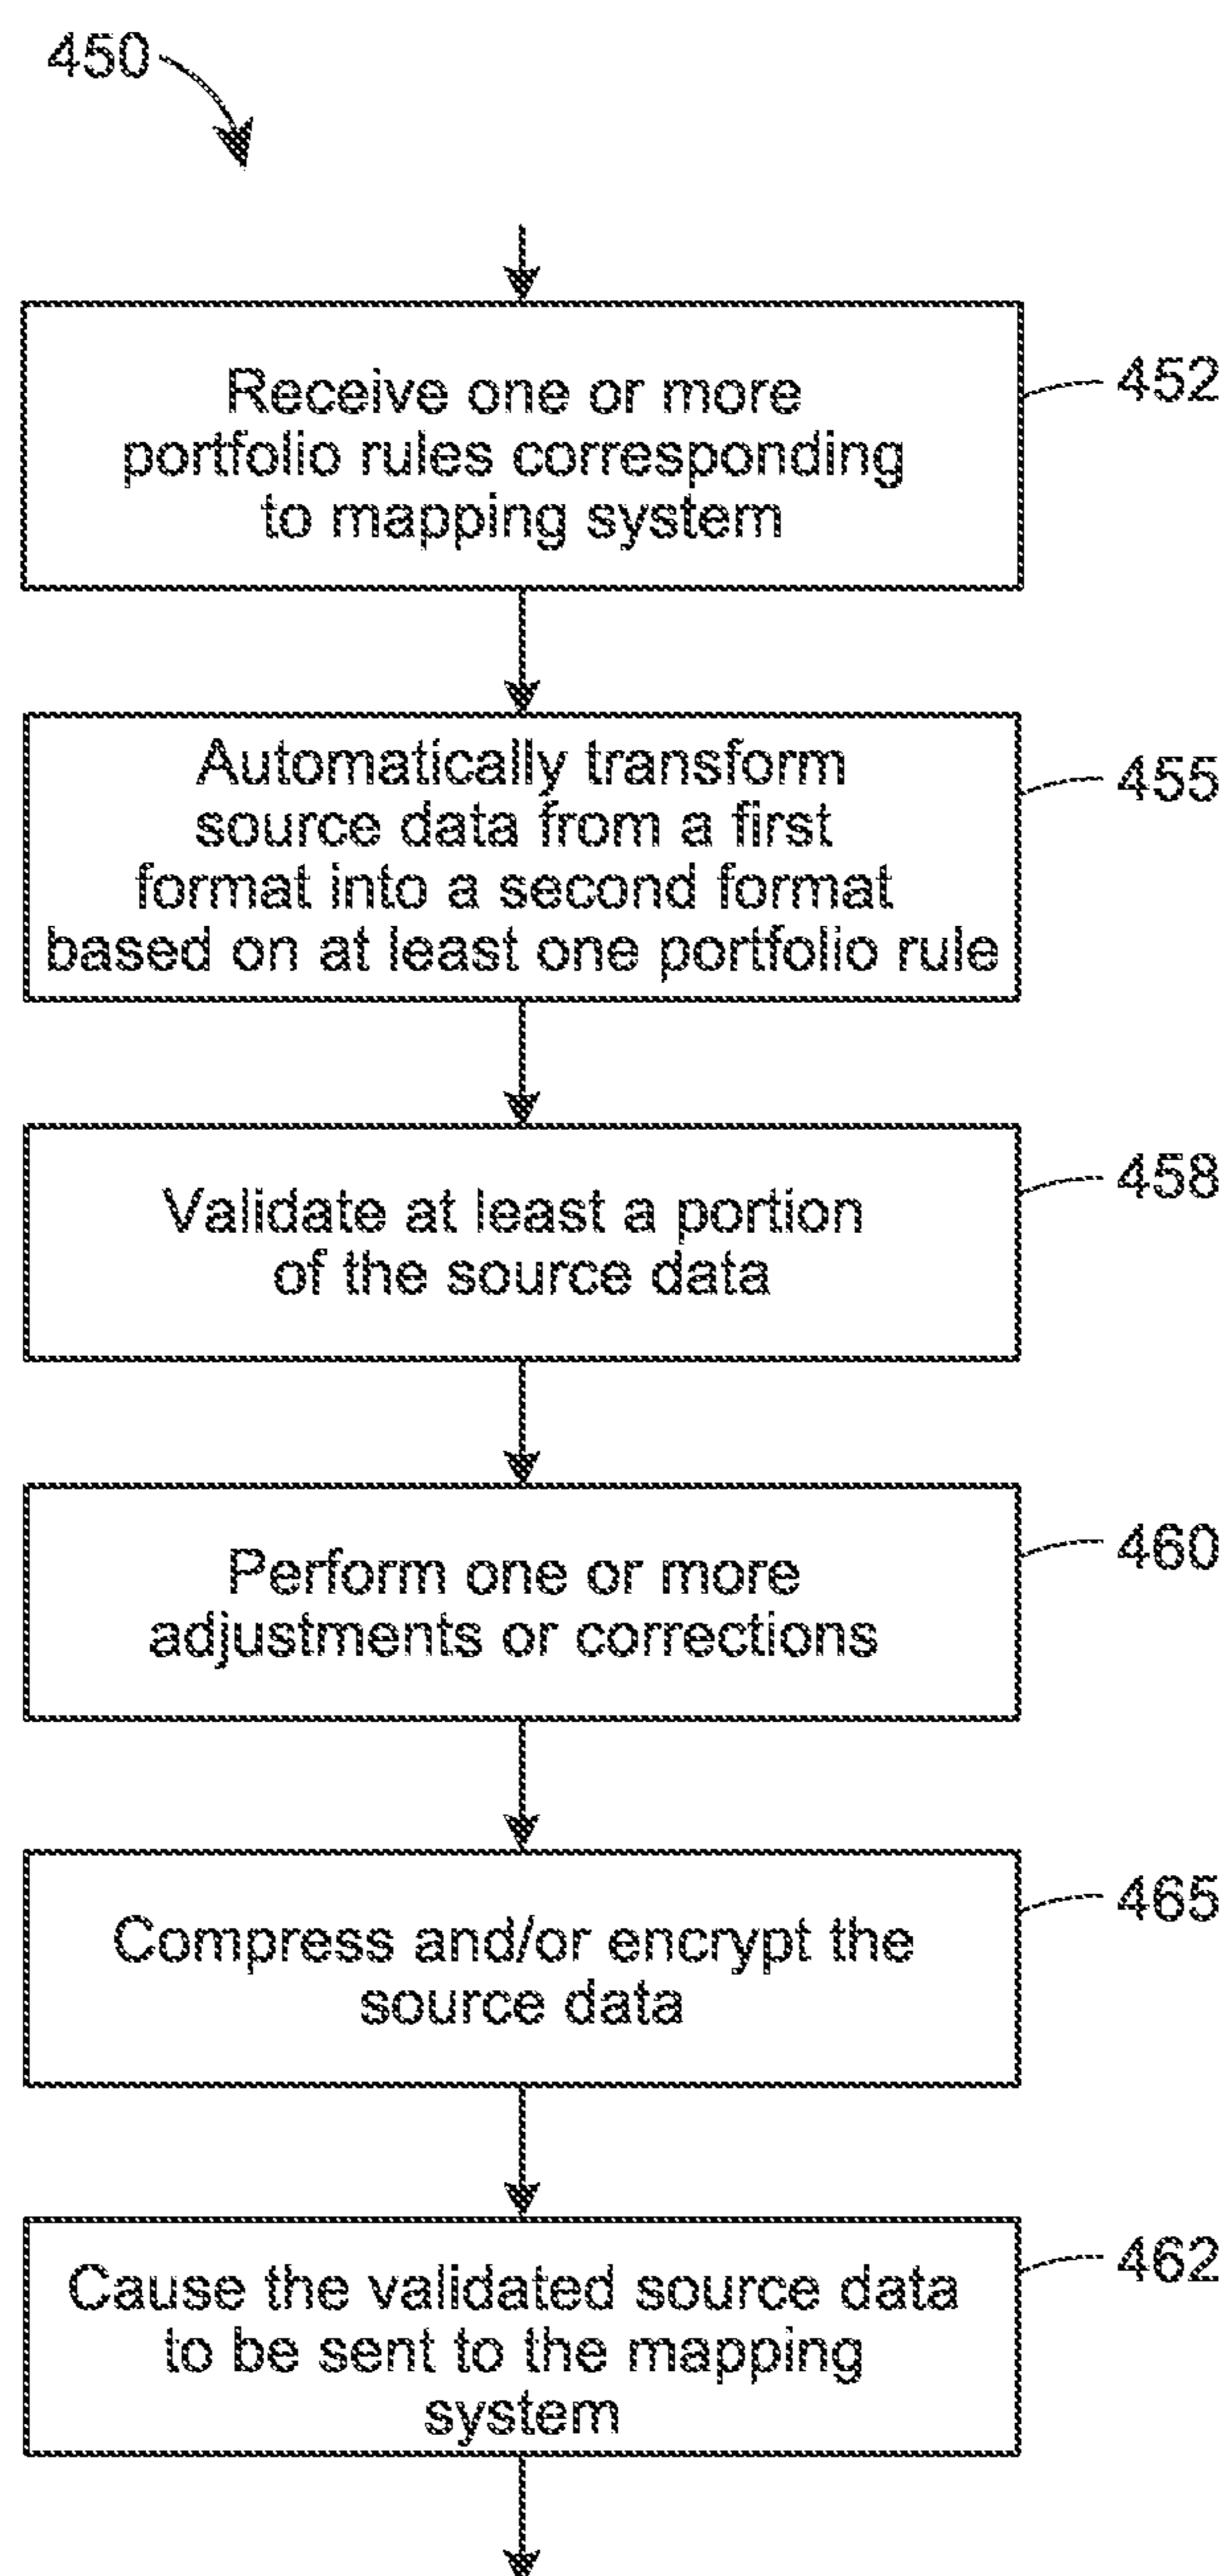 450
Receive one or more
portfolio rules corresponding
to mapping system
452
Automatically transform
source data from a first
format into a second format
based on at least one portfolio rule
455
Validate at least a portion
of the source data
458
Perform one or more
adjustments or corrections
460
Compress and/or encrypt the
source data
465
Cause the validated source data
to be sent to the mapping
system
462